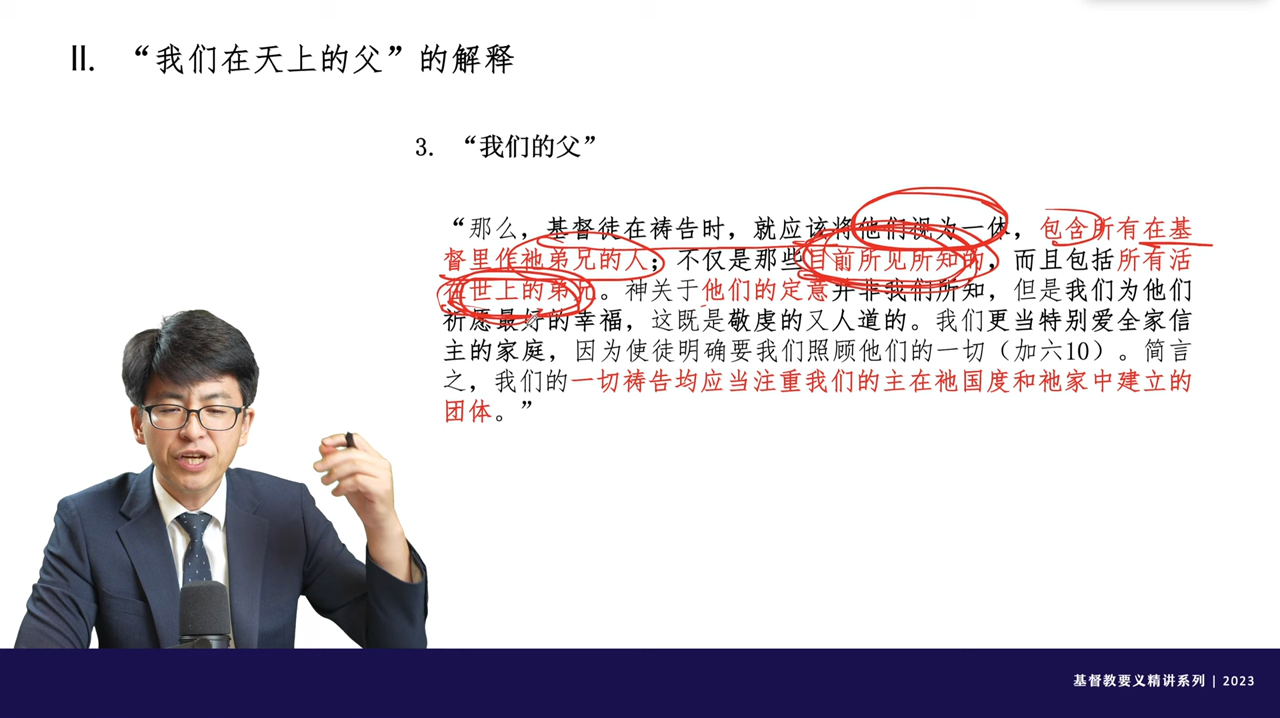 II. “我们在天上的父”的解释
3. “我们的父”
“那么，基督徒在祷告时，就应该将他们视为一体，包含所有在基
督里作祂弟兄的人；不仅是那些目前所见所知的，而且包括所有活
在世上的弟兄。神关于他们的定意并非我们所知，但是我们为他们
祈愿最好的幸福，这既是敬虔的又人道的。我们更当特别爱全家信
主的家庭，因为使徒明确要我们照顾他们的一切（加六10）。简言
之，我们的一切祷告均应当注重我们的主在祂国度和祂家中建立的
团体。”
基督教要义精讲系列 | 2023